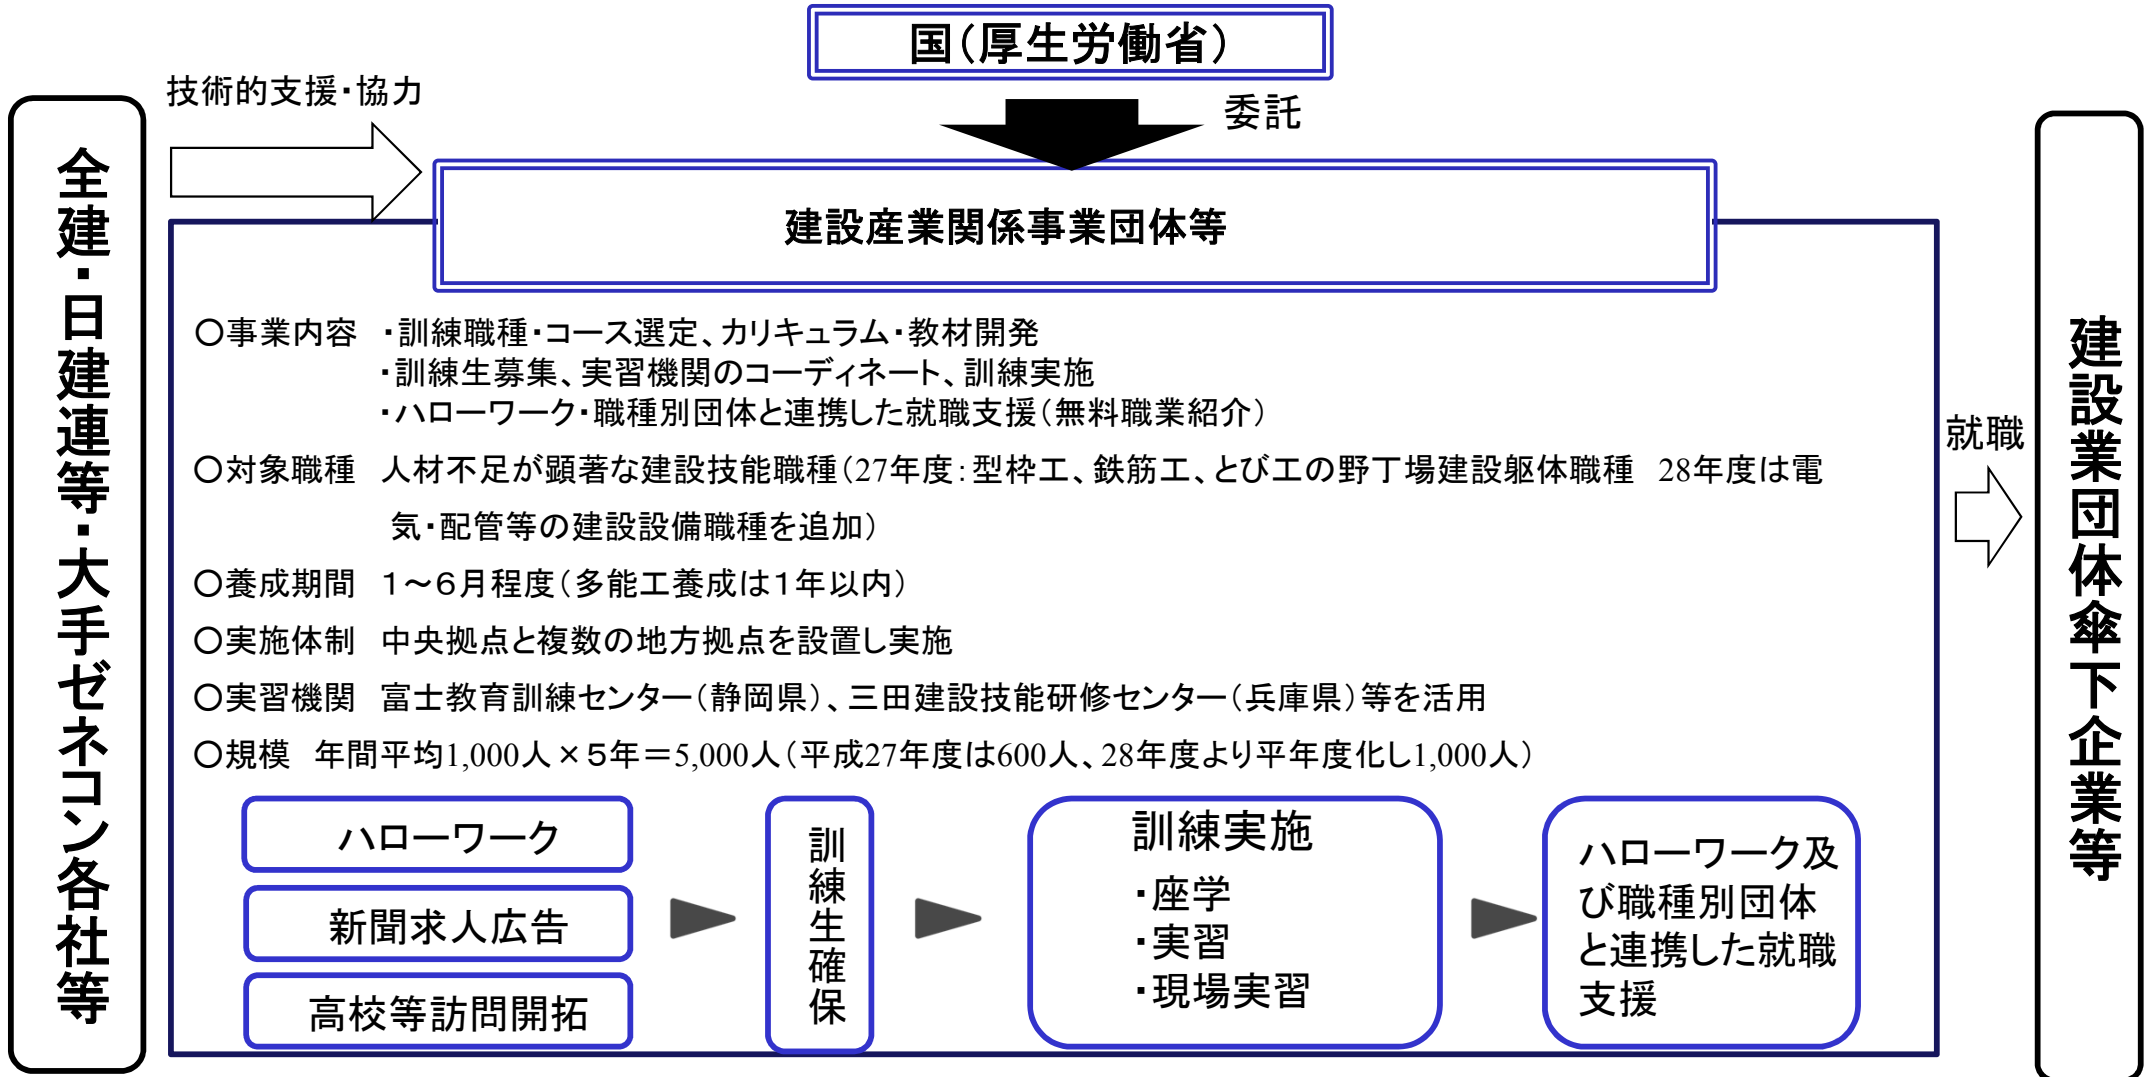 国（厚生労働省）
技術的支援・協力
委託
全建・日建連等・大手ゼネコン各社等
建設産業関係事業団体等
○事業内容　・訓練職種・コース選定、カリキュラム・教材開発
・訓練生募集、実習機関のコーディネート、訓練実施
・ハローワーク・職種別団体と連携した就職支援（無料職業紹介）
○対象職種　人材不足が顕著な建設技能職種（27年度：型枠工、鉄筋工、とび工の野丁場建設躯体職種　28年度は電
気・配管等の建設設備職種を追加）
○養成期間　１～６月程度（多能工養成は１年以内）
○実施体制　中央拠点と複数の地方拠点を設置し実施
○実習機関　富士教育訓練センター（静岡県）、三田建設技能研修センター（兵庫県）等を活用
○規模　年間平均1,000人×５年＝5,000人（平成27年度は600人、28年度より平年度化し1,000人）
ハローワーク
新聞求人広告
高校等訪問開拓
訓練生確保
訓練実施
・座学
・実習
・現場実習
ハローワーク及
び職種別団体
と連携した就職
支援
就職
建設業団体傘下企業等